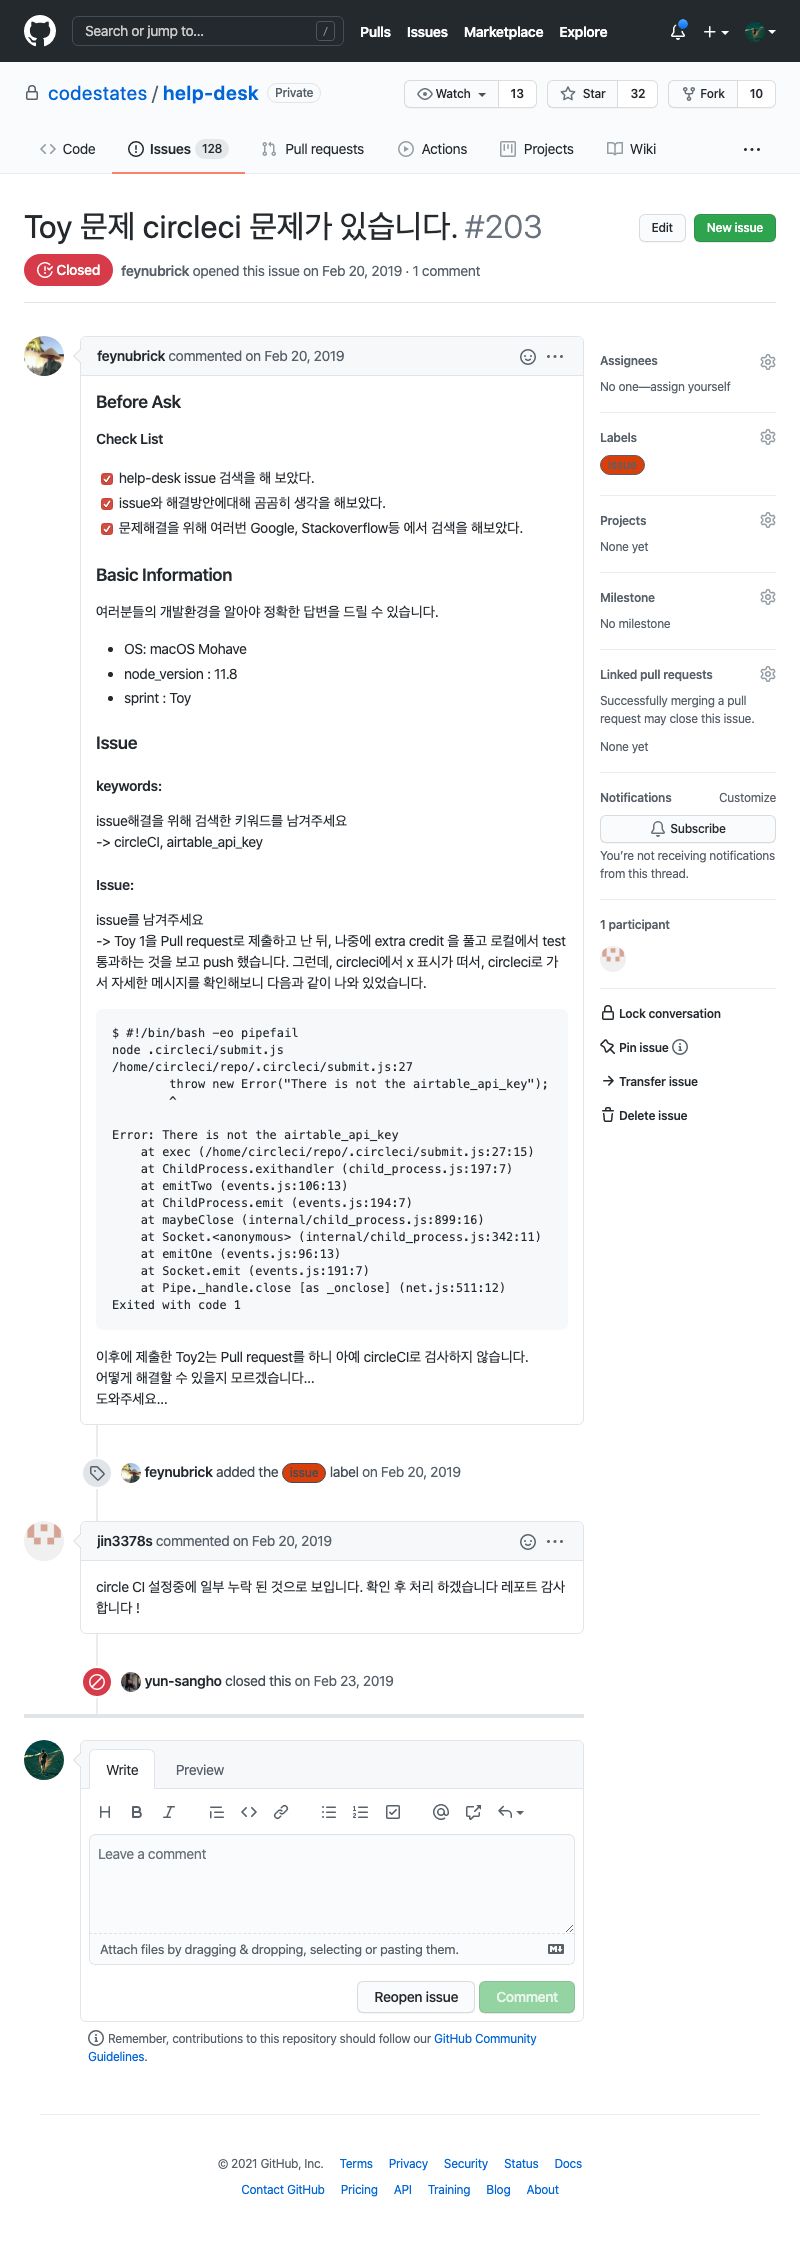 Search or jump to...
/
Pulls
Issues
Marketplace
Explore
codestates / help-desk
Private
Watch
13
Star
32
Fork
10
Code
Issues 128
Pull requests
Actions
Projects
Wiki
Toy 문제 circleci 문제가 있습니다. #203
Edit
New issue
Closed
feynubrick opened this issue on Feb 20, 2019 · 1 comment
feynubrick commented on Feb 20, 2019
Before Ask
Check List
help-desk issue 검색을 해 보았다.
issue와 해결방안에대해 곰곰히 생각을 해보았다.
문제해결을 위해 여러번 Google, Stackoverflow등 에서 검색을 해보았다.
Basic Information
여러분들의 개발환경을 알아야 정확한 답변을 드릴 수 있습니다.
OS: macOS Mohave
node_version : 11.8
sprint : Toy
Issue
keywords:
issue해결을 위해 검색한 키워드를 남겨주세요
-> circleCI, airtable_api_key
Issue:
issue를 남겨주세요
-> Toy 1을 Pull request로 제출하고 난 뒤, 나중에 extra credit 을 풀고 로컬에서 test
통과하는 것을 보고 push 했습니다. 그런데, circleci에서 x 표시가 떠서, circleci로 가
서 자세한 메시지를 확인해보니 다음과 같이 나와 있었습니다.
$ #!/bin/bash -eo pipefail
node .circleci/submit.js
/home/circleci/repo/.circleci/submit.js:27
throw new Error("There is not the airtable_api_key");
^
Error: There is not the airtable_api_key
at exec (/home/circleci/repo/.circleci/submit.js:27:15)
at ChildProcess.exithandler (child_process.js:197:7)
at emitTwo (events.js:106:13)
at ChildProcess.emit (events.js:194:7)
at maybeClose (internal/child_process.js:899:16)
at Socket.<anonymous> (internal/child_process.js:342:11)
at emitOne (events.js:96:13)
at Socket.emit (events.js:191:7)
at Pipe._handle.close [as _onclose] (net.js:511:12)
Exited with code 1
이후에 제출한 Toy2는 Pull request를 하니 아예 circleCI로 검사하지 않습니다.
어떻게 해결할 수 있을지 모르겠습니다...
도와주세요...
feynubrick added the issue label on Feb 20, 2019
jin3378s commented on Feb 20, 2019
circle CI 설정중에 일부 누락 된 것으로 보입니다. 확인 후 처리 하겠습니다 레포트 감사
합니다 !
yun-sangho closed this on Feb 23, 2019
Assignees
No one—assign yourself
Labels
issue
Projects
None yet
Milestone
No milestone
Linked pull requests
Successfully merging a pull
request may close this issue.
None yet
Notifications
Customize
Subscribe
You're not receiving notifications
from this thread.
1 participant
Lock conversation
Pin issue
Transfer issue
Delete issue
Write
Preview
Leave a comment
Attach files by dragging & dropping, selecting or pasting them.
Reopen issue
Comment
Remember, contributions to this repository should follow our GitHub Community
Guidelines.
© 2021 GitHub, Inc.
Terms
Privacy
Security
Status
Docs
Contact GitHub
Pricing
API
Training
Blog
About